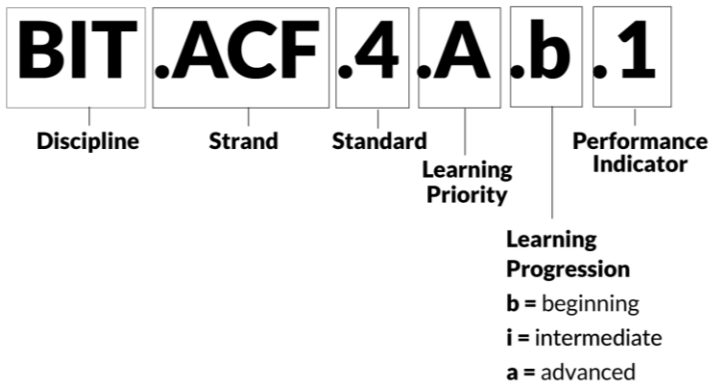 BIT.ACF.4.A.b.1
Discipline
Strand
Standard
Learning
Priority
Performance
Indicator
Learning
Progression
b = beginning
i = intermediate
a = advanced